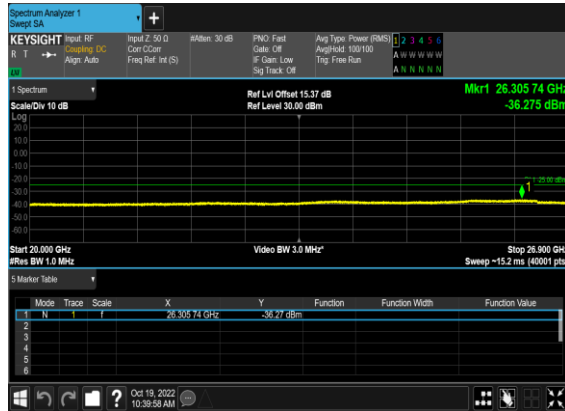 Spectrum Analyzer 1
Swept SA
+
KEYSIGHT Input: RF Input Z: 50 Ω #Atten: 30 dB PNO: Fast Avg Type: Power (RMS) 1 2 3 4 5 6
R T Coupling: DC Corr CCorr Gate: Off Avg|Hold: 100/100 A W W W W W
Align: Auto Freq Ref: Int (S) IF Gain: Low Trig: Free Run A N N N N N
Sig Track: Off
1 Spectrum Ref Lvl Offset 15.37 dB Mkr1 26.305 74 GHz
Scale/Div 10 dB Ref Level 30.00 dBm -36.275 dBm
Log
20.0
10.0
0.00
-10.0
-20.0
-25.00 dBm
1
-30.0
-40.0
-50.0
-60.0
Start 20.000 GHz Video BW 3.0 MHz* Stop 26.900 GHz
#Res BW 1.0 MHz Sweep ~15.2 ms (40001 pts)
5 Marker Table
Mode Trace Scale X Y Function Function Width Function Value
1 N 1 f 26.305 74 GHz -36.27 dBm
2
3
4
5
6
? Oct 19, 2022
10:39:58 AM